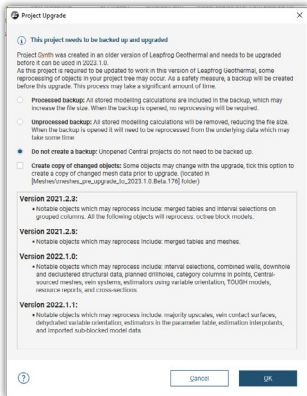 Project Upgrade
This project needs to be backed up and upgraded
Project Synth was created in an older version of Leapfrog Geothermal and needs to be upgraded
before it can be used in 2023.1.0.
As this project is required to be updated to work in this version of Leapfrog Geothermal, some
reprocessing of objects in your project tree may occur. As a safety measure, a backup will be created
before this upgrade. This process may take a significant amount of time.
Processed backup: All stored modelling calculations are included in the backup, which may
increase the file size. When the backup is opened, no reprocessing will be required.
Unprocessed backup: All stored modelling calculations will be removed, reducing the file size.
When the backup is opened it will need to be reprocessed from the underlying data which may
take some time
Do not create a backup: Unopened Central projects do not need to be backed up.
Create copy of changed objects: Some objects may change with the upgrade, tick this option to
create a copy of changed mesh data prior to upgrade. (located in
[Meshes/meshes_pre_upgrade_to_2023.1.0.Beta.176] folder)
Version 2021.2.3:
• Notable objects which may reprocess include: merged tables and interval selections on
grouped columns. All the following objects will reprocess: octree block models.
Version 2021.2.5:
• Notable objects which may reprocess include: merged tables and meshes.
Version 2022.1.0:
• Notable objects which may reprocess include: interval selections, combined wells, downhole
and declustered structural data, planned drillholes, category columns in points, Central-
sourced meshes, vein systems, estimators using variable orientation, TOUGH models,
resource reports, and cross-sections.
Version 2022.1.1:
• Notable objects which may reprocess include: majority upscales, vein contact surfaces,
dehydrated variable orientation, estimators in the parameter table, estimation interpolants,
and imported sub-blocked model data
Cancel
OK